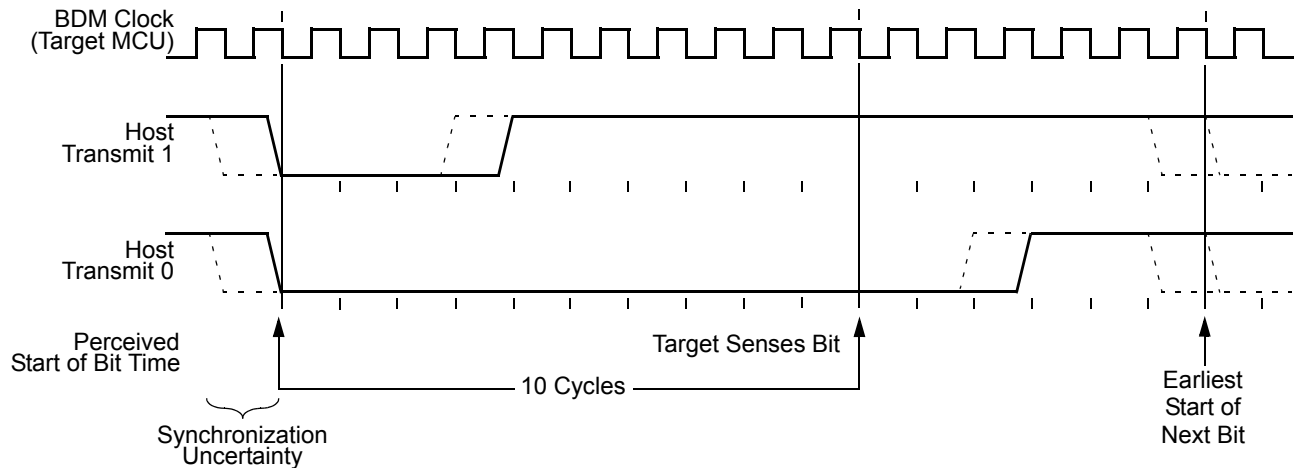 BDM Clock
(Target MCU)
Host
Transmit 1
Host
Transmit 0
Perceived
Start of Bit Time
Target Senses Bit
10 Cycles
Earliest
Start of
Next Bit
Synchronization
Uncertainty